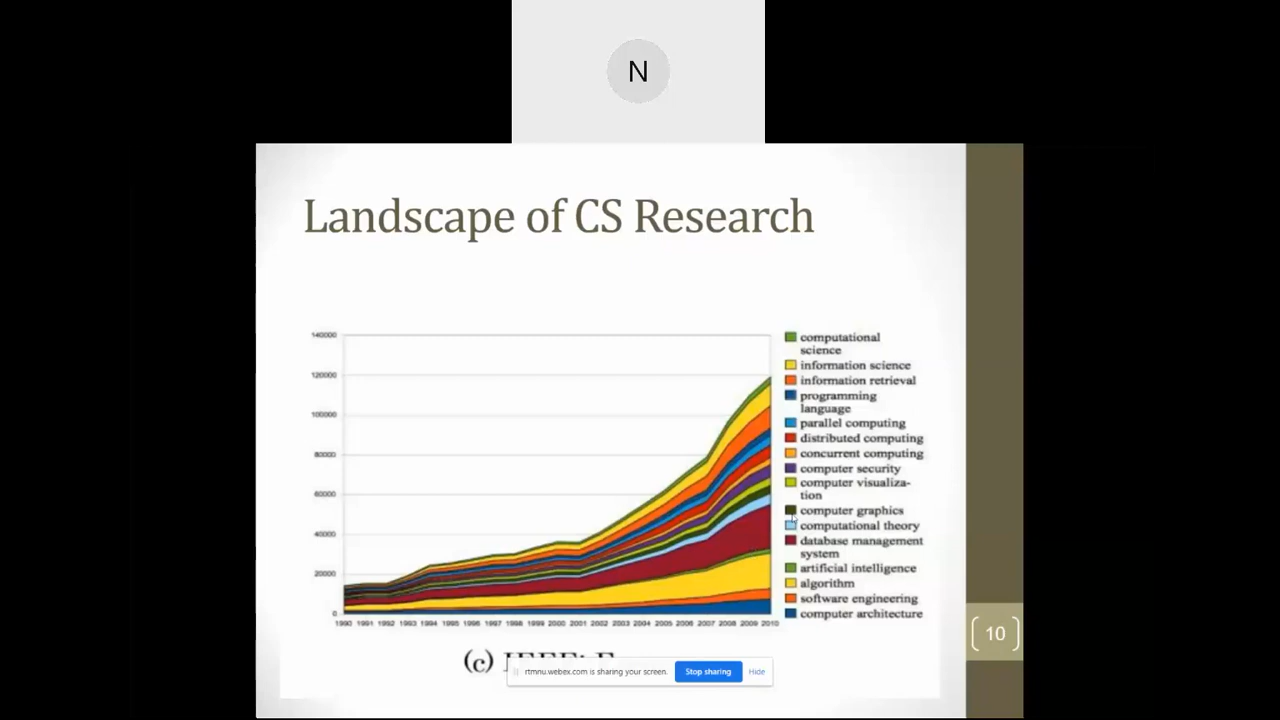 N
Landscape of CS Research
140000
120000
100000
80000
60000
40000
20000
0
1990 1991 1992 1993 1994 1995 1996 1997 1998 1999 2000 2001 2002 2003 2004 2005 2006 2007 2008 2009 2010
computational
science
information science
information retrieval
programming
language
parallel computing
distributed computing
concurrent computing
computer security
computer visualiza-
tion
computer graphics
computational theory
database management
system
artificial intelligence
algorithm
software engineering
computer architecture
10
(c)
rtmnu.webex.com is sharing your screen.
Stop sharing
Hide